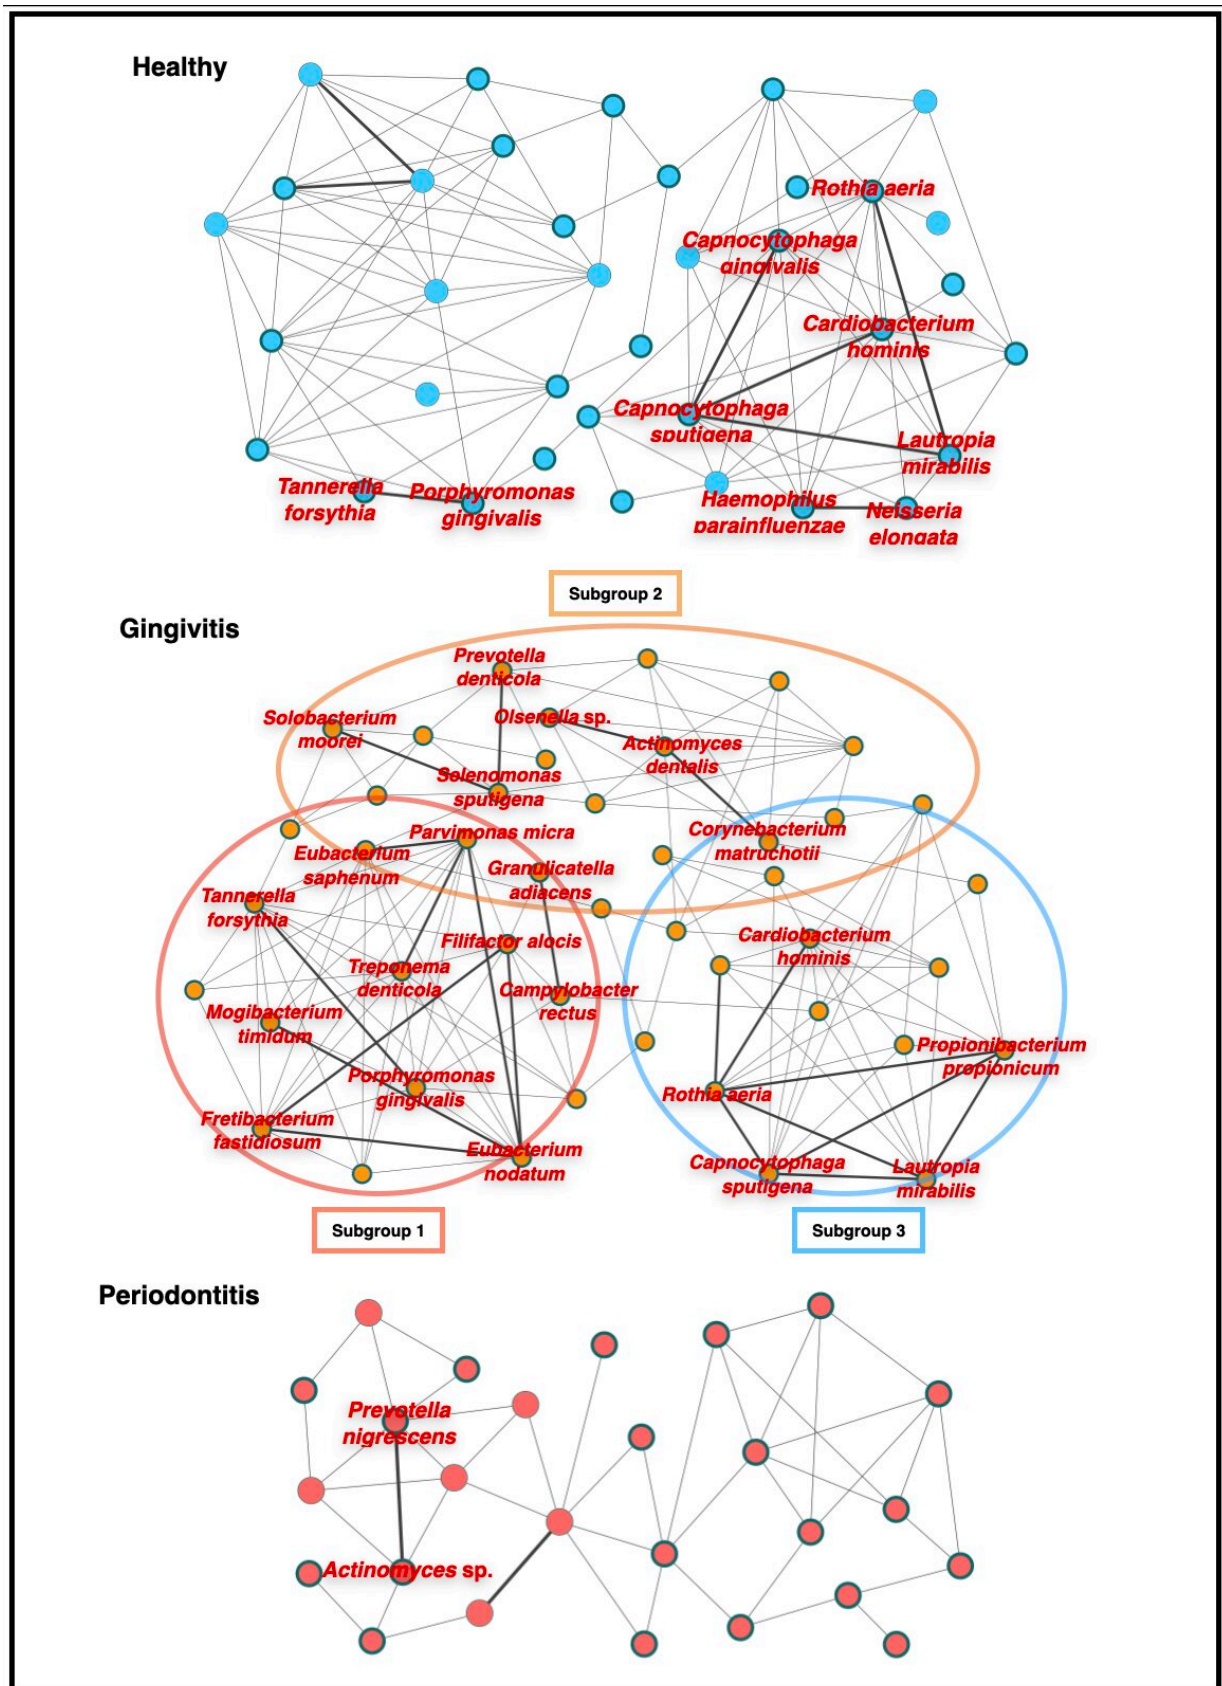 Healthy
Rothia aeria
Capnocytophaga
gingivalis
Cardiobacterium
hominis
Capnocytophaga
sputigena
Lautropia
mirabilis
Tannerella
forsythia
Porphyromonas
gingivalis
Haemophilus
parainfluenzae
Neisseria
elongata
Subgroup 2
Gingivitis
Prevotella
denticola
Solobacterium
moorei
Olsenella sp.
Actinomyces
dentalis
Selenomonas
sputigena
Parvimonas micra
Corynebacterium
matruchotii
Eubacterium
saphenum
Granulicatella
adiacens
Tannerella
forsythia
Filifactor alocis
Cardiobacterium
hominis
Treponema
denticola
Campylobacter
rectus
Mogibacterium
timidum
Propionibacterium
propionicum
Porphyromonas
gingivalis
Rothia aeria
Fretibacterium
fastidiosum
Eubacterium
nodatum
Capnocytophaga
sputigena
Lautropia
mirabilis
Subgroup 1
Subgroup 3
Periodontitis
Prevotella
nigrescens
Actinomyces sp.